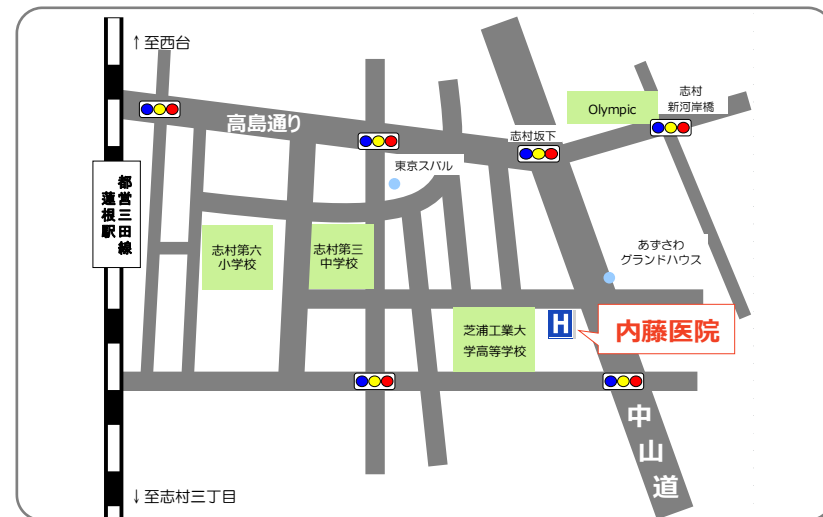 ↑至西台
高島通り
志村坂下
Olympic
志村
新河岸橋
東京スバル
都営三田線
蓮根駅
志村第六
小学校
志村第三
中学校
あずさわ
グランドハウス
芝浦工業大
学高等学校
H
内藤医院
中山道
↓至志村三丁目